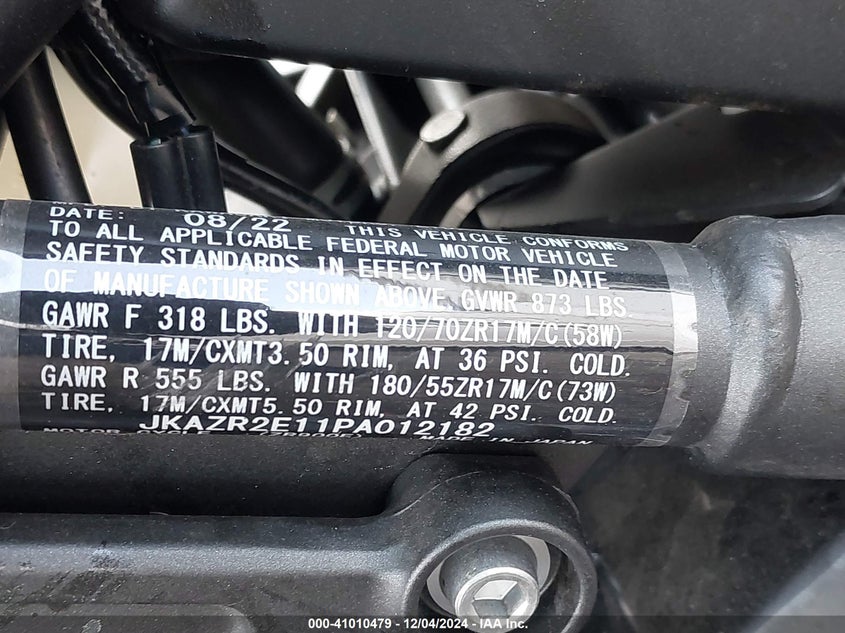 DATE: 08/22 THIS VEHICLE CONFORMS
TO ALL APPLICABLE FEDERAL MOTOR VEHICLE
SAFETY STANDARDS IN EFFECT ON THE DATE
OF MANUFACTURE SHOWN ABOVE GVWR 873 LBS.
GAWR F 318 LBS. WITH 120/70ZR17M/C(58W)
TIRE, 17M/CXMT3.50 RIM, AT 36 PSI. COLD.
GAWR R 555 LBS. WITH 180/55ZR17M/C(73W)
TIRE, 17M/CXMT5.50 RIM, AT 42 PSI. COLD.
JKAZR2E11PA012182
MADE IN JAPAN
000-41010479 - 12/04/2024 - IAA Inc.